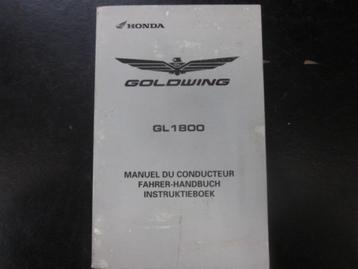 HONDA
GOLDWING
GL1800
MANUEL DU CONDUCTEUR
FAHRER-HANDBUCH
INSTRUKTIEBOEK